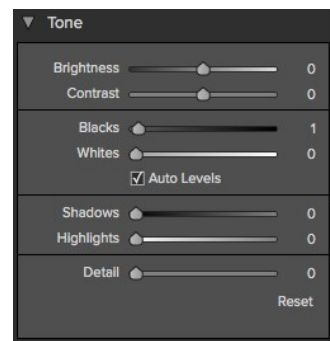 Tone
Brightness 0
Contrast 0
Blacks 1
Whites 0
Auto Levels
Shadows 0
Highlights 0
Detail 0
Reset